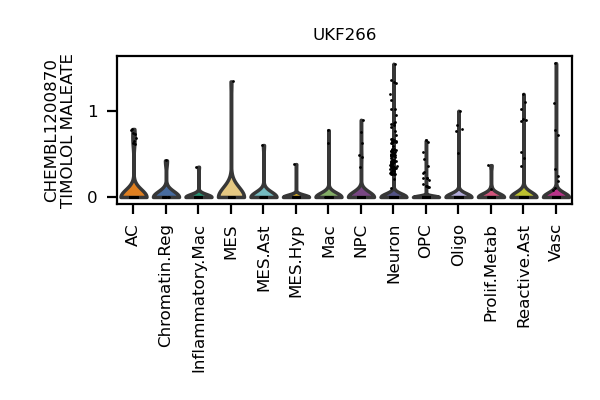 UKF266
CHEMBL1200870
TIMOLOL MALEATE
1
0
AC
Chromatin.Reg
Inflammatory.Mac
MES
MES.Ast
MES.Hyp
Mac
NPC
Neuron
OPC
Oligo
Prolif.Metab
Reactive.Ast
Vasc